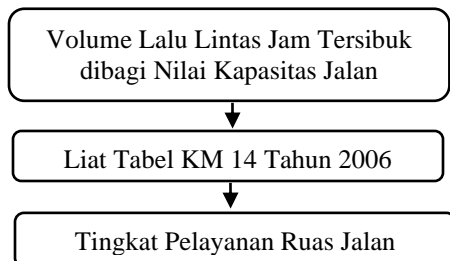 Volume Lalu Lintas Jam Tersibuk
dibagi Nilai Kapasitas Jalan
Liat Tabel KM 14 Tahun 2006
Tingkat Pelayanan Ruas Jalan